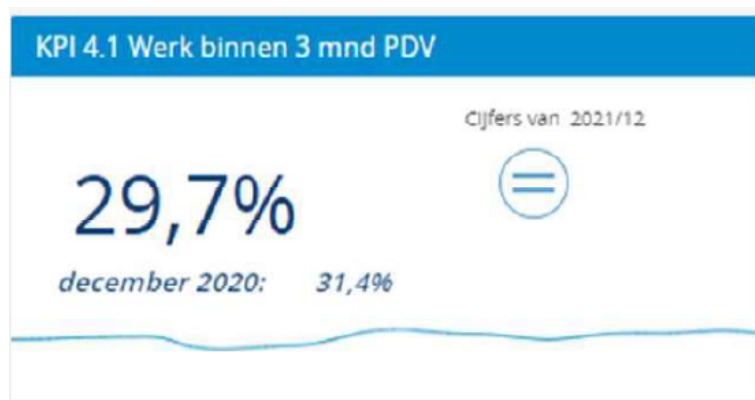 KPI 4.1 Werk binnen 3 mnd PDV
Cijfers van 2021/12
29,7%
december 2020: 31,4%